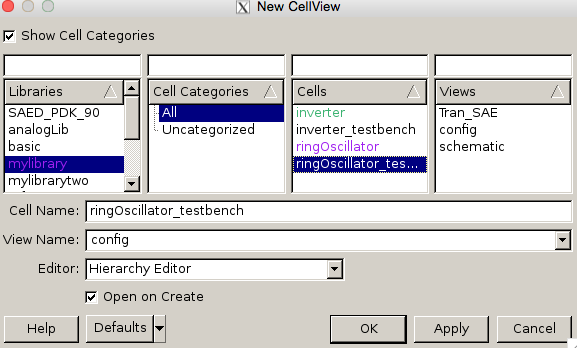 New CellView
Show Cell Categories
Libraries
Cell Categories
Cells
Views
SAED_PDK_90
analogLib
basic
mylibrary
mylibrarytwo
All
Uncategorized
inverter
inverter_testbench
ringOscillator
ringOscillator_tes...
Tran_SAE
config
schematic
Cell Name: ringOscillator_testbench
View Name: config
Editor: Hierarchy Editor
Open on Create
Help Defaults OK Apply Cancel